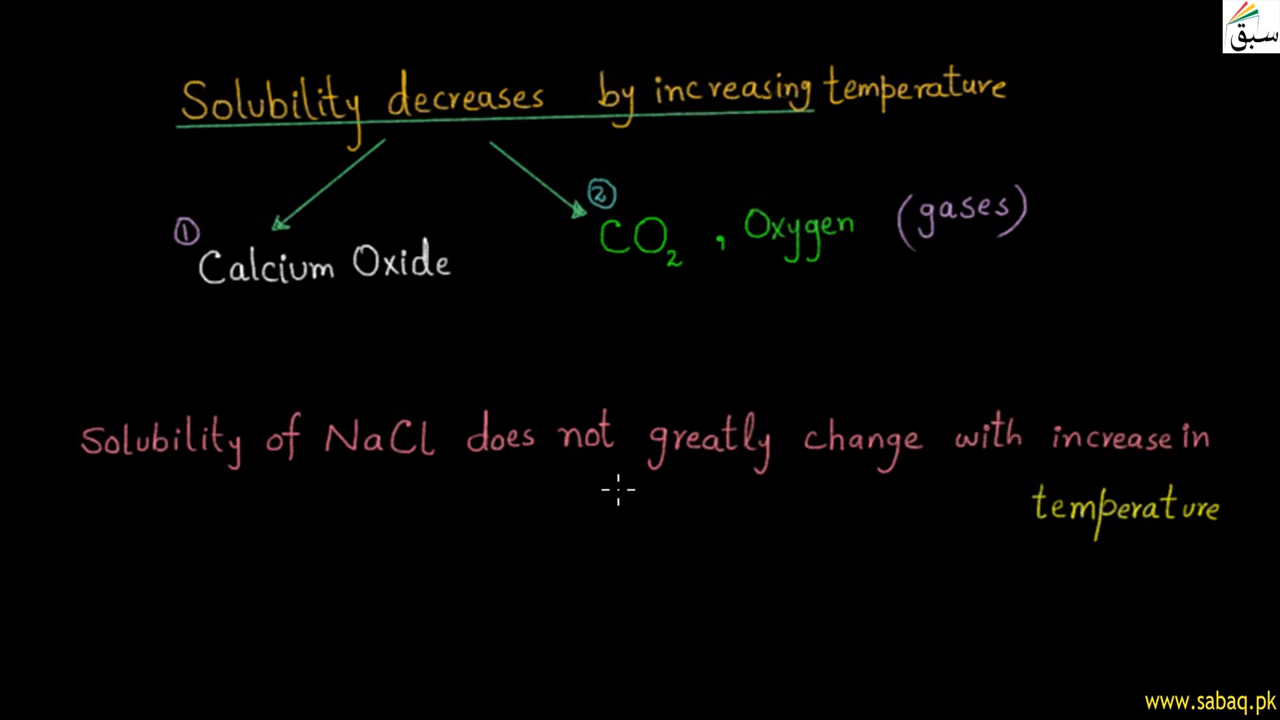 سبق
Solubility decreases by increasing temperature
① ②
Calcium Oxide CO₂, Oxygen (gases)
Solubility of NaCl does not greatly change with increase in
temperature
www.sabaq.pk